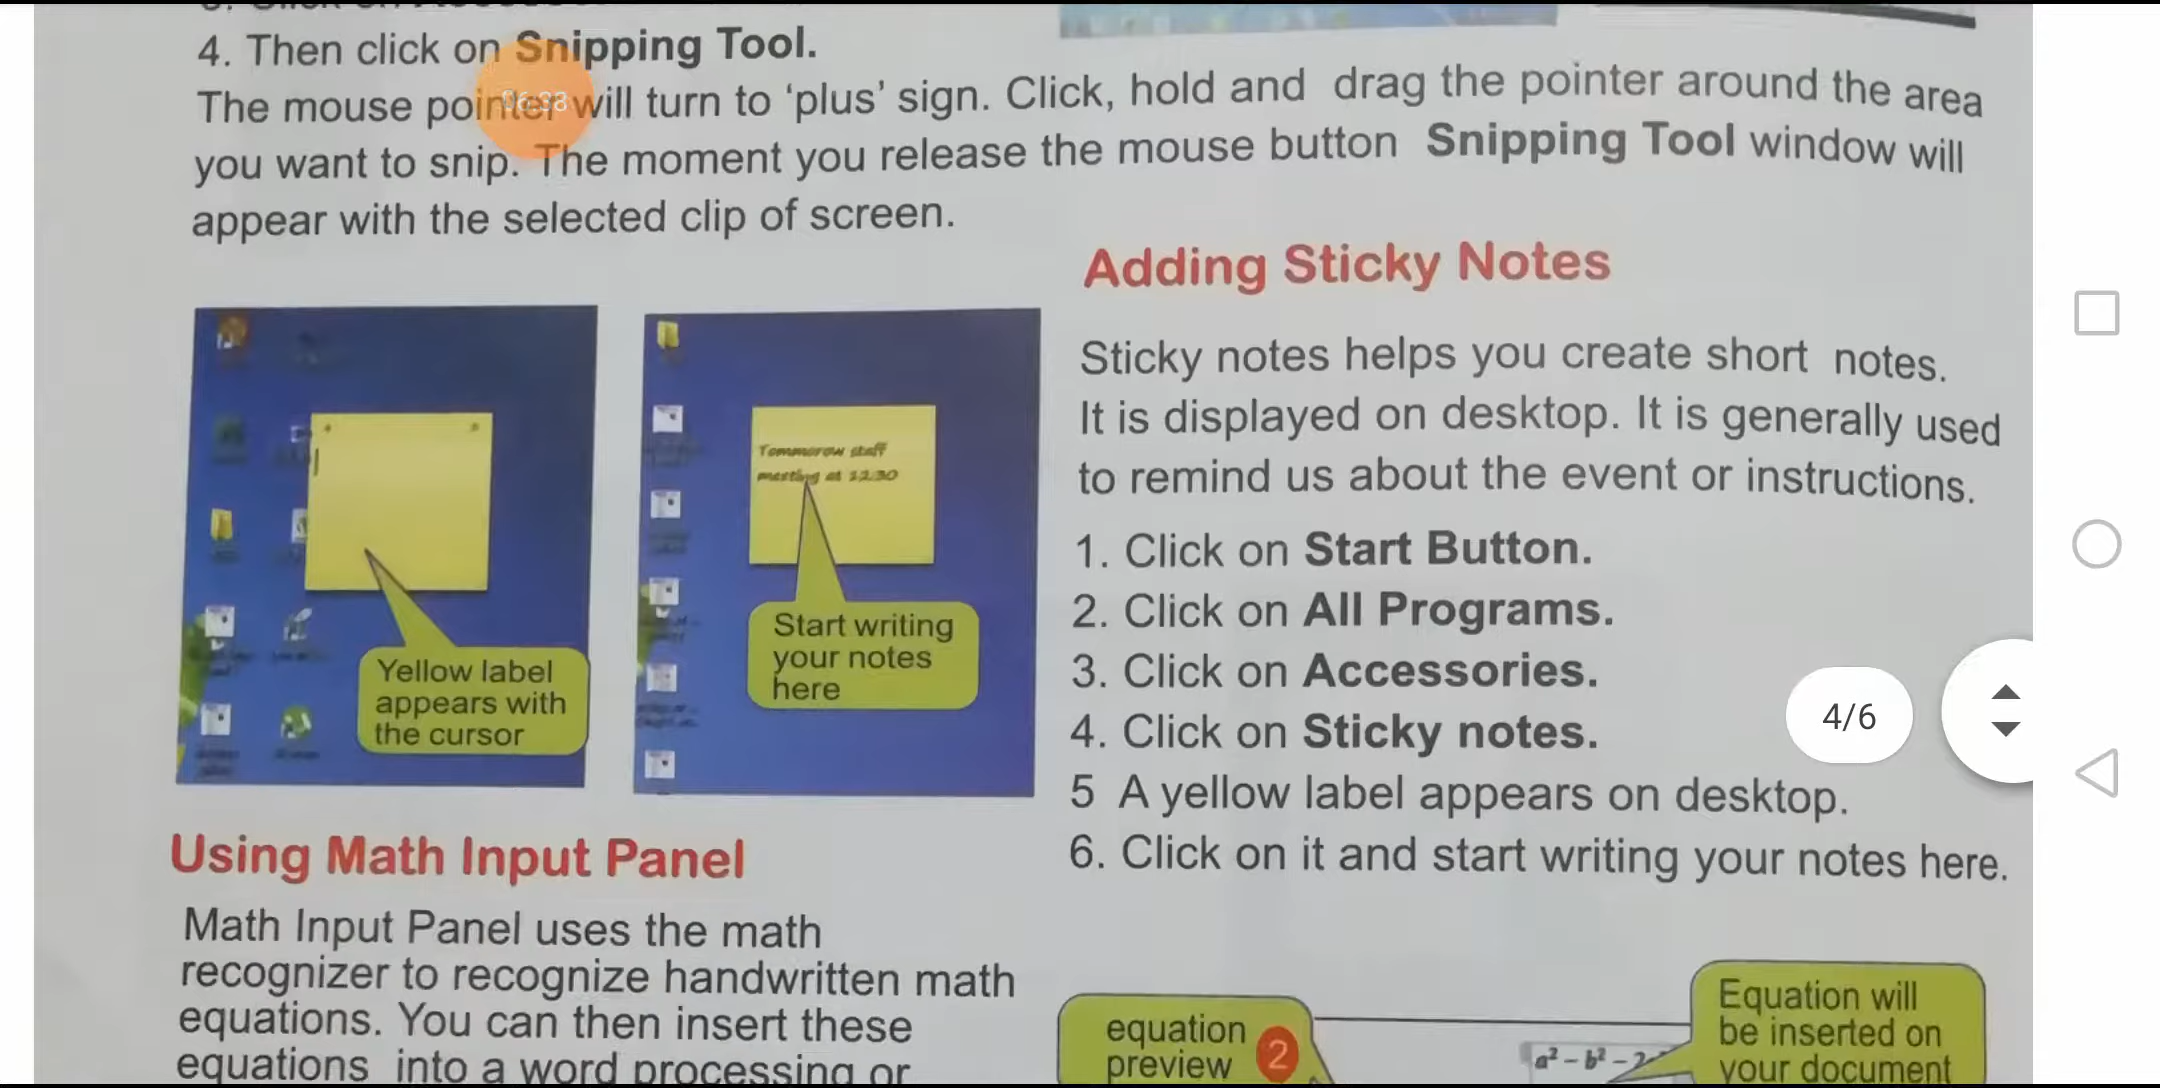 4. Then click on Snipping Tool.
The mouse pointer will turn to ‘plus’ sign. Click, hold and drag the pointer around the area
you want to snip. The moment you release the mouse button Snipping Tool window will
appear with the selected clip of screen.
06:38
Adding Sticky Notes
Sticky notes helps you create short notes.
It is displayed on desktop. It is generally used
to remind us about the event or instructions.
1. Click on Start Button.
2. Click on All Programs.
3. Click on Accessories.
4. Click on Sticky notes.
5 A yellow label appears on desktop.
6. Click on it and start writing your notes here.
Yellow label
appears with
the cursor
Tommorow staff
meeting at 12:30
Start writing
your notes
here
4/6
Using Math Input Panel
Math Input Panel uses the math
recognizer to recognize handwritten math
equations. You can then insert these
equations into a word processing or
equation
preview
2
a² – b² – 2
Equation will
be inserted on
your document